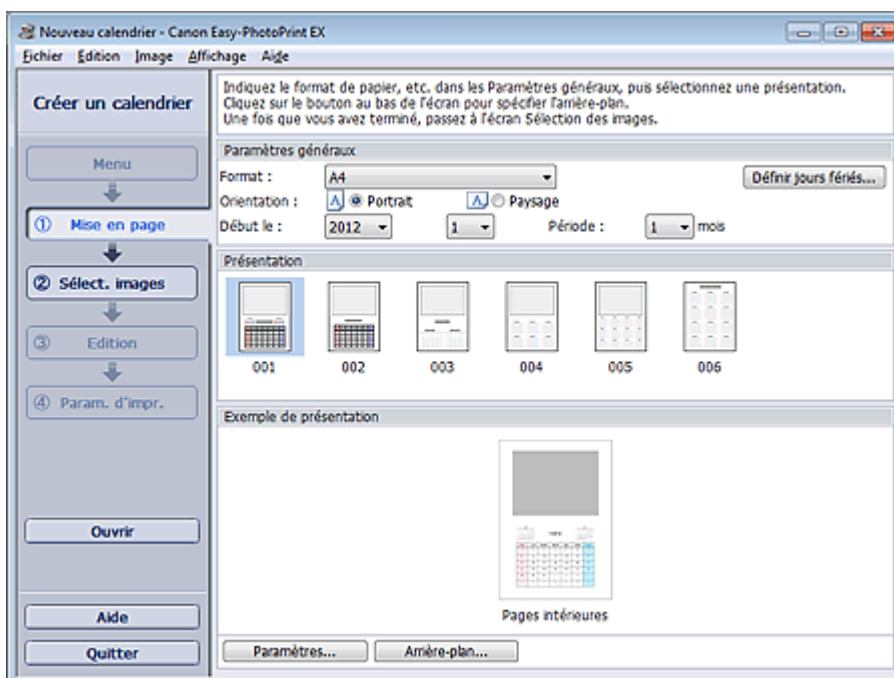 Nouveau calendrier - Canon Easy-PhotoPrint EX
Fichier Edition Image Affichage Aide
Créer un calendrier
Menu
① Mise en page
② Sélect. images
③ Edition
④ Param. d'impr.
Ouvrir
Aide
Quitter
Indiquez le format de papier, etc. dans les Paramètres généraux, puis sélectionnez une présentation.
Cliquez sur le bouton au bas de l'écran pour spécifier l'arrière-plan.
Une fois que vous avez terminé, passez à l'écran Sélection des images.
Paramètres généraux
Format : A4 Définir jours fériés...
Orientation : A Portrait A Paysage
Début le : 2012 1 Période : 1 mois
Présentation
001 002 003 004 005 006
Exemple de présentation
Pages intérieures
Paramètres... Arrière-plan...